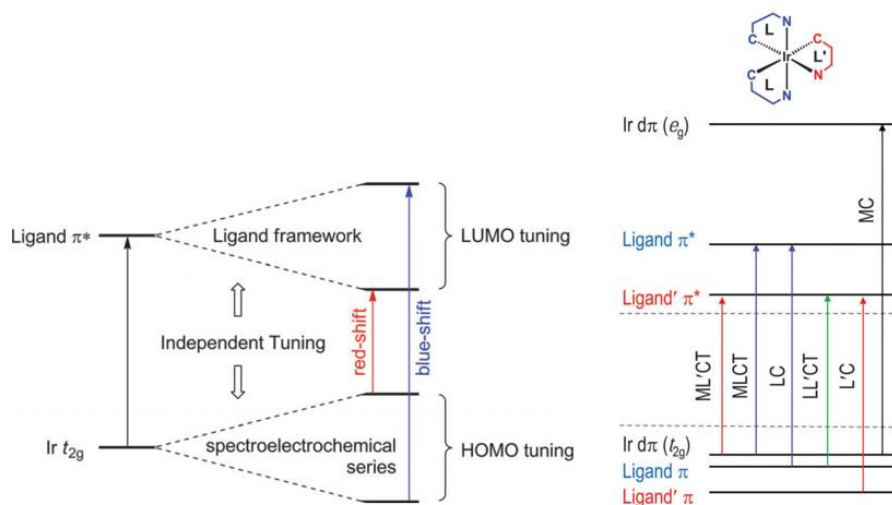 Ligand π*
Ligand framework
LUMO tuning
Independent Tuning
red-shift
blue-shift
Ir t2g
spectroelectrochemical
series
HOMO tuning
L
N
C
C
Ir
L'
C
L
N
N
Ir dπ (eg)
MC
Ligand π*
Ligand' π*
ML'CT
MLCT
LC
LL'CT
L'C
Ir dπ (t2g)
Ligand π
Ligand' π